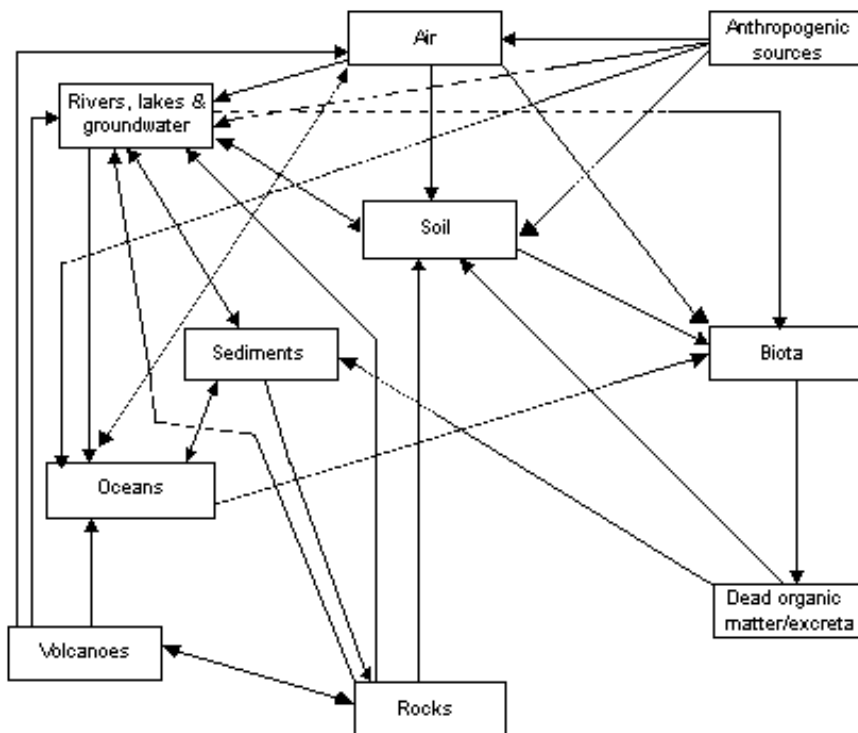 Air
Anthropogenic
sources
Rivers, lakes &
groundwater
Soil
Sediments
Biota
Oceans
Dead organic
matter/excreta
Volcanoes
Rocks